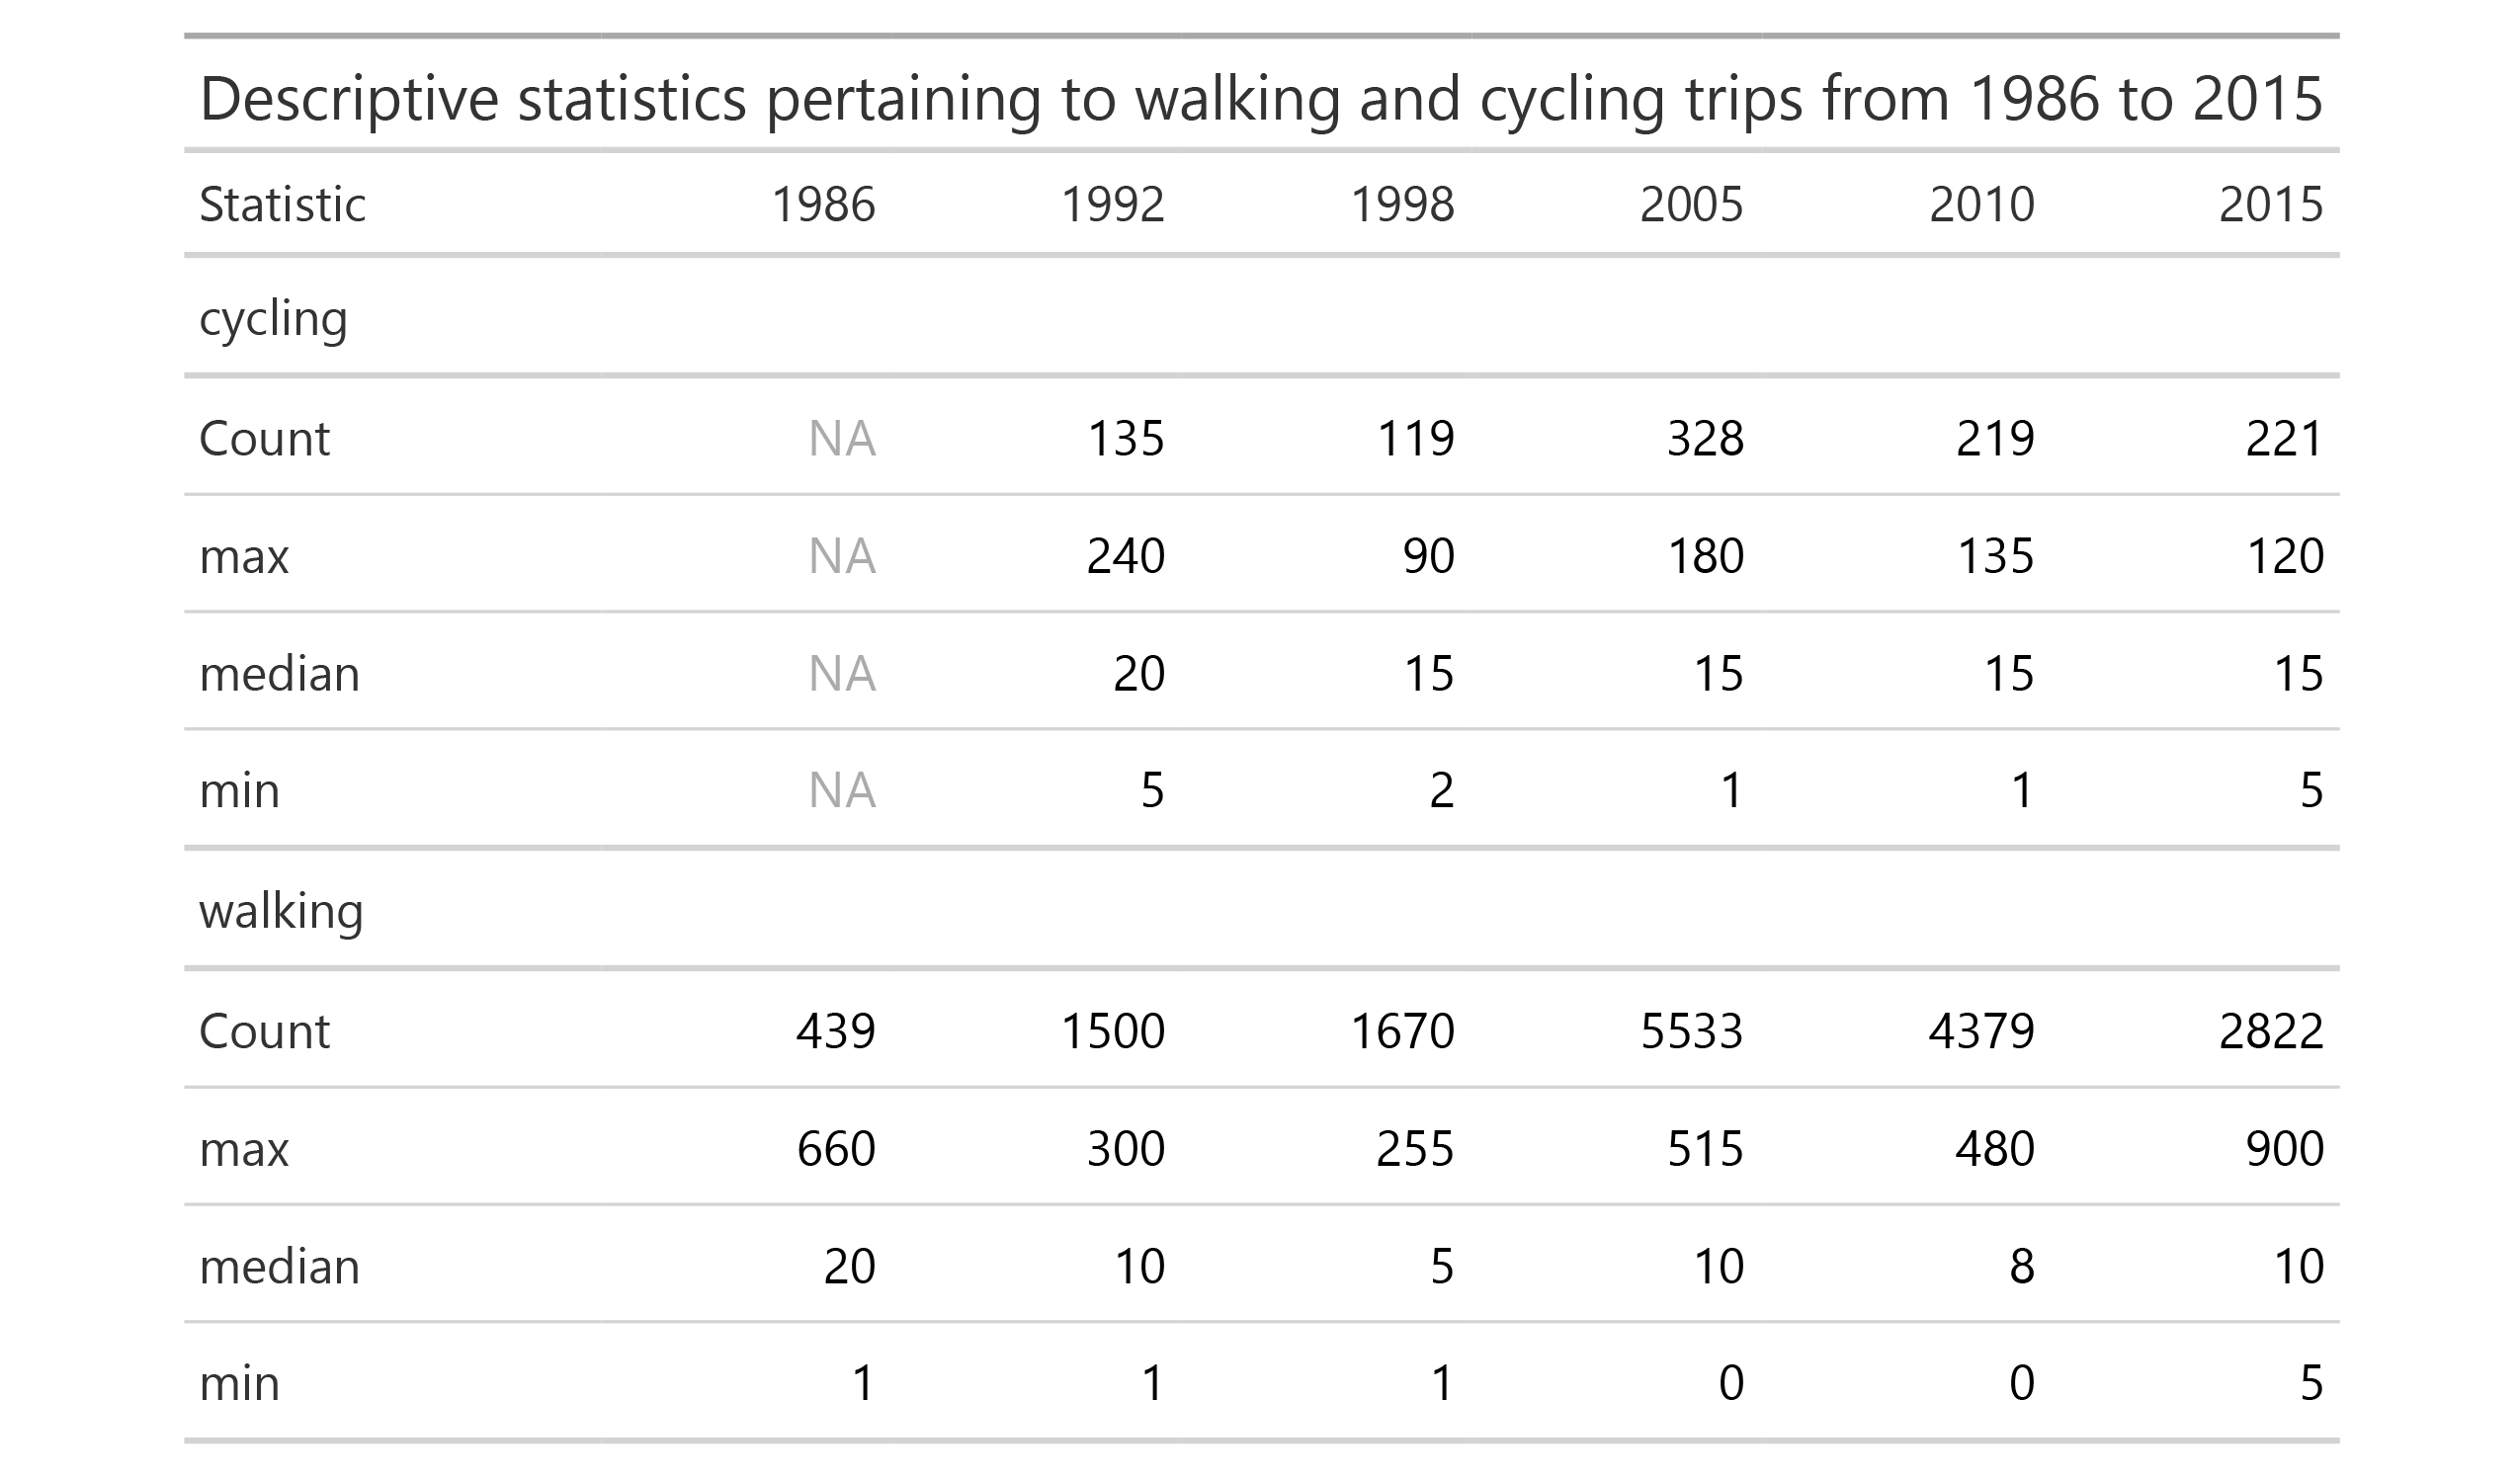 Descriptive statistics pertaining to walking and cycling trips from 1986 to 2015
Statistic 1986 1992 1998 2005 2010 2015
cycling
Count NA 135 119 328 219 221
max NA 240 90 180 135 120
median NA 20 15 15 15 15
min NA 5 2 1 1 5
walking
Count 439 1500 1670 5533 4379 2822
max 660 300 255 515 480 900
median 20 10 5 10 8 10
min 1 1 1 0 0 5